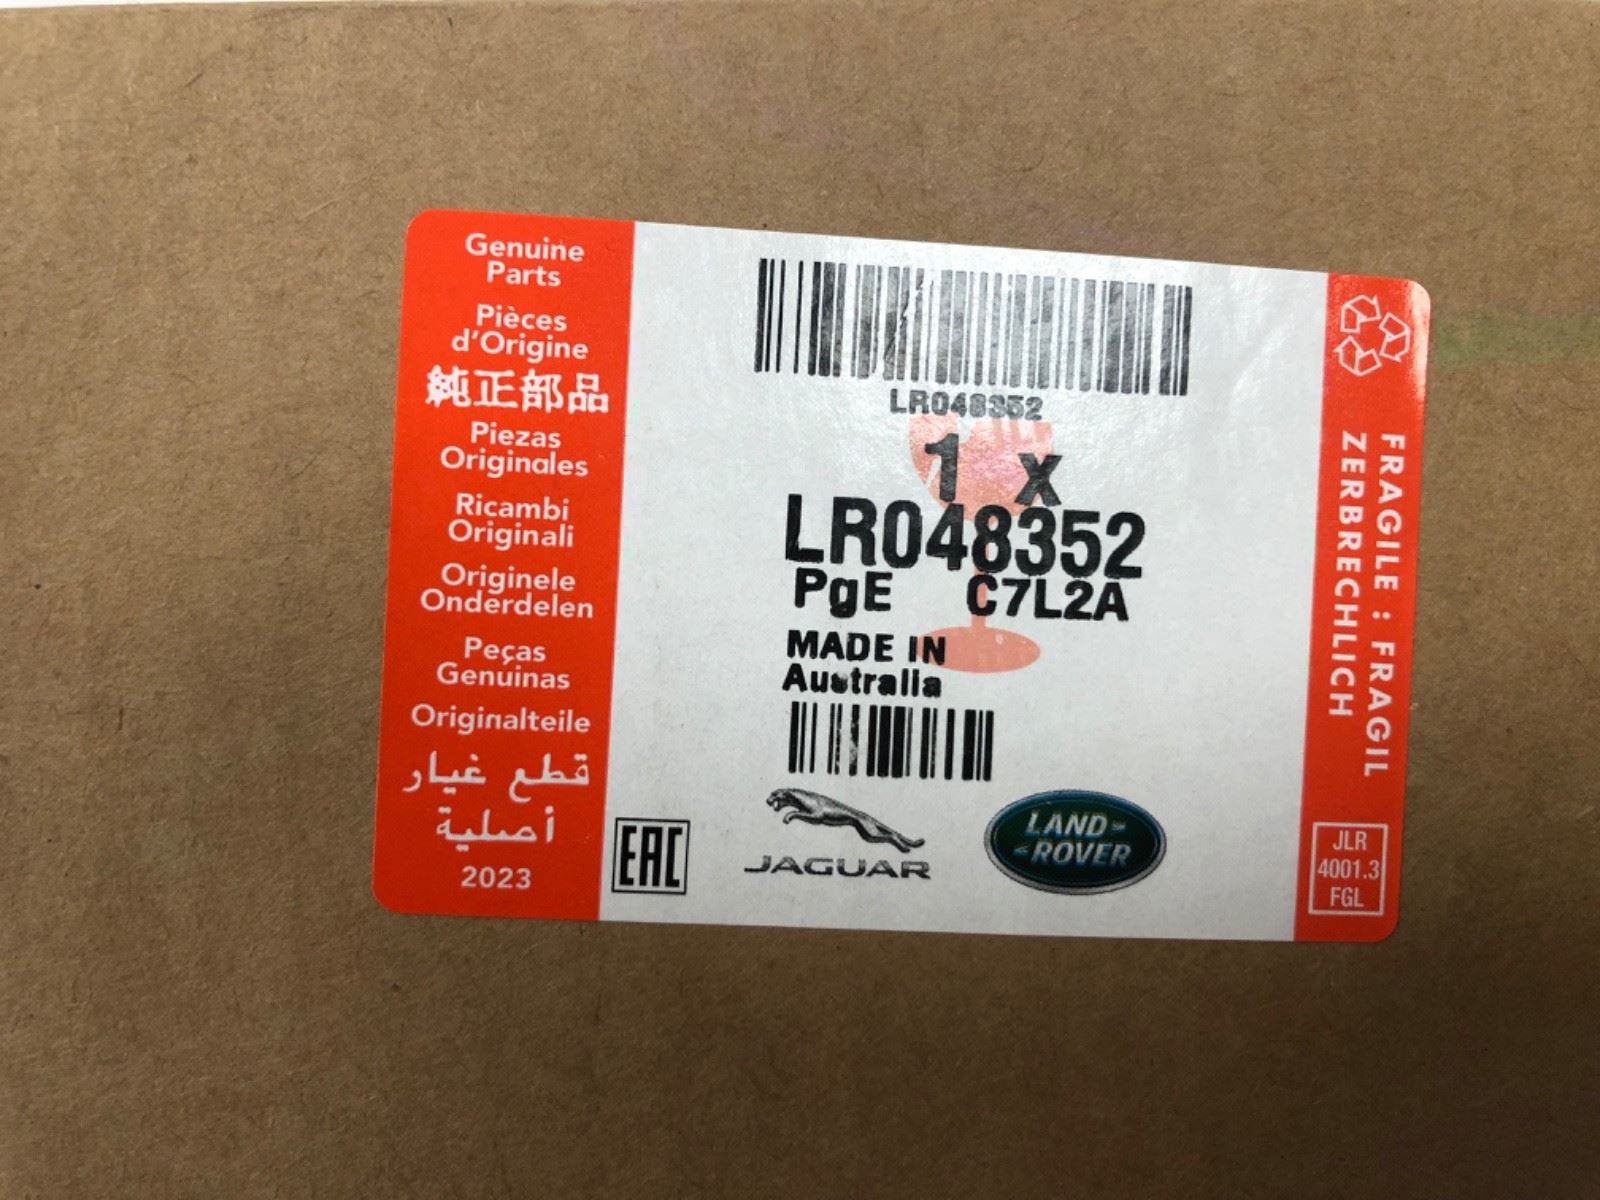 Genuine
Parts
Pièces
d'Origine
純正部品
Piezas
Originales
Ricambi
Originali
Originele
Onderdelen
Peças
Genuinas
Originalteile
قطع غيار
أصلية
2023
EAC
LR048352
1 x
LR048352
PgE C7L2A
MADE IN
Australia
JAGUAR
LAND-
-ROVER
FRAGILE : FRAGIL
ZERBRECHLICH
JLR
4001.3
FGL